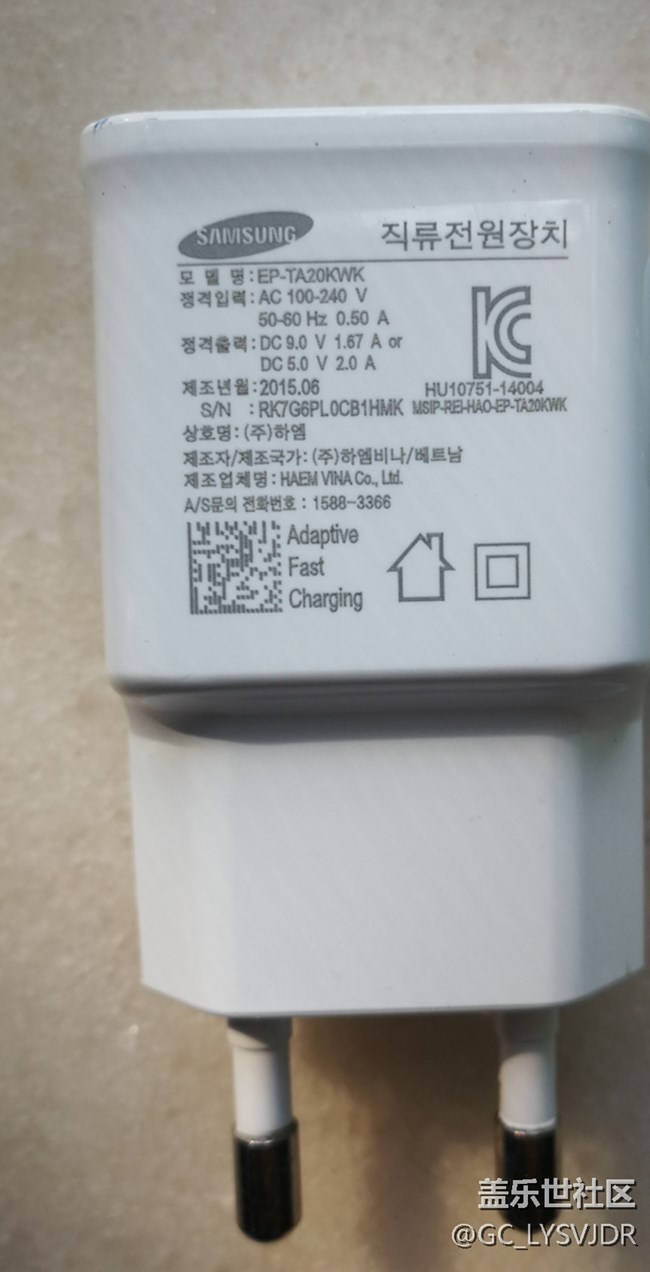 SAMSUNG 직류전원장치
모 델 명 : EP-TA20KWK
정격입력 : AC 100-240 V
50-60 Hz 0.50 A
정격출력 : DC 9.0 V 1.67 A or
DC 5.0 V 2.0 A
제조년월 : 2015.06
HU10751-14004
S/N : RK7G6PL0CB1HMK MSIP-REI-HAO-EP-TA20KWK
상호명 : (주)하엠
제조자/제조국가 : (주)하엠비나/베트남
제조업체명 : HAEM VINA Co., Ltd.
A/S문의 전화번호 : 1588-3366
Adaptive
Fast
Charging
盖乐世社区
@GC_LYSVJDR